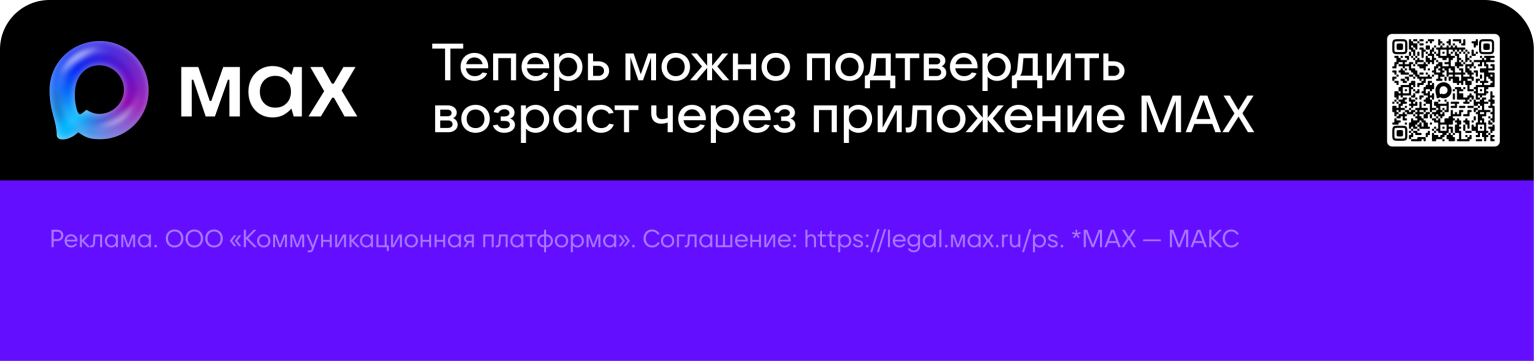 мax
Теперь можно подтвердить
возраст через приложение MAX
Реклама. ООО «Коммуникационная платформа». Соглашение: https://legal.max.ru/ps. *MAX — МАКС